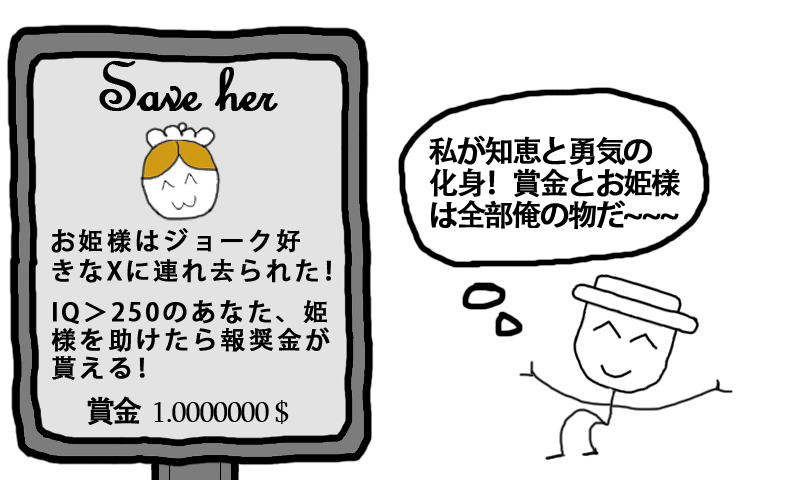 Save her
お姫様はジョーク好
きなXに連れ去られた！
IQ＞250のあなた、姫
様を助けたら報奨金が
貰える！
賞金 1.0000000 $
私が知恵と勇気の
化身！賞金とお姫様
は全部俺の物だ~~~